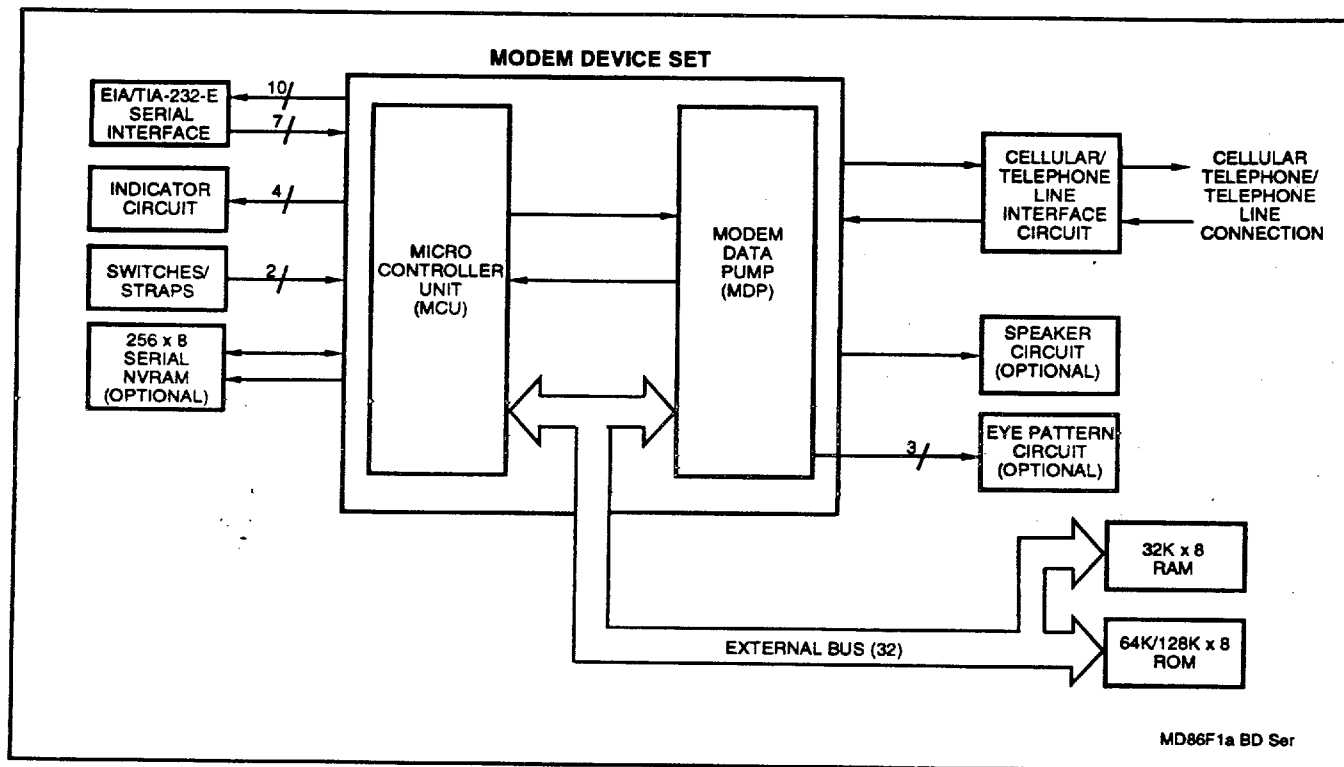 MODEM DEVICE SET
EIA/TIA-232-E
SERIAL
INTERFACE
10
7
INDICATOR
CIRCUIT
4
SWITCHES/
STRAPS
2
256 x 8
SERIAL
NVRAM
(OPTIONAL)
MICRO
CONTROLLER
UNIT
(MCU)
MODEM
DATA
PUMP
(MDP)
CELLULAR/
TELEPHONE
LINE
INTERFACE
CIRCUIT
CELLULAR
TELEPHONE/
TELEPHONE
LINE
CONNECTION
SPEAKER
CIRCUIT
(OPTIONAL)
3
EYE PATTERN
CIRCUIT
(OPTIONAL)
32K x 8
RAM
EXTERNAL BUS (32)
64K/128K x 8
ROM
MD86F1a BD Ser